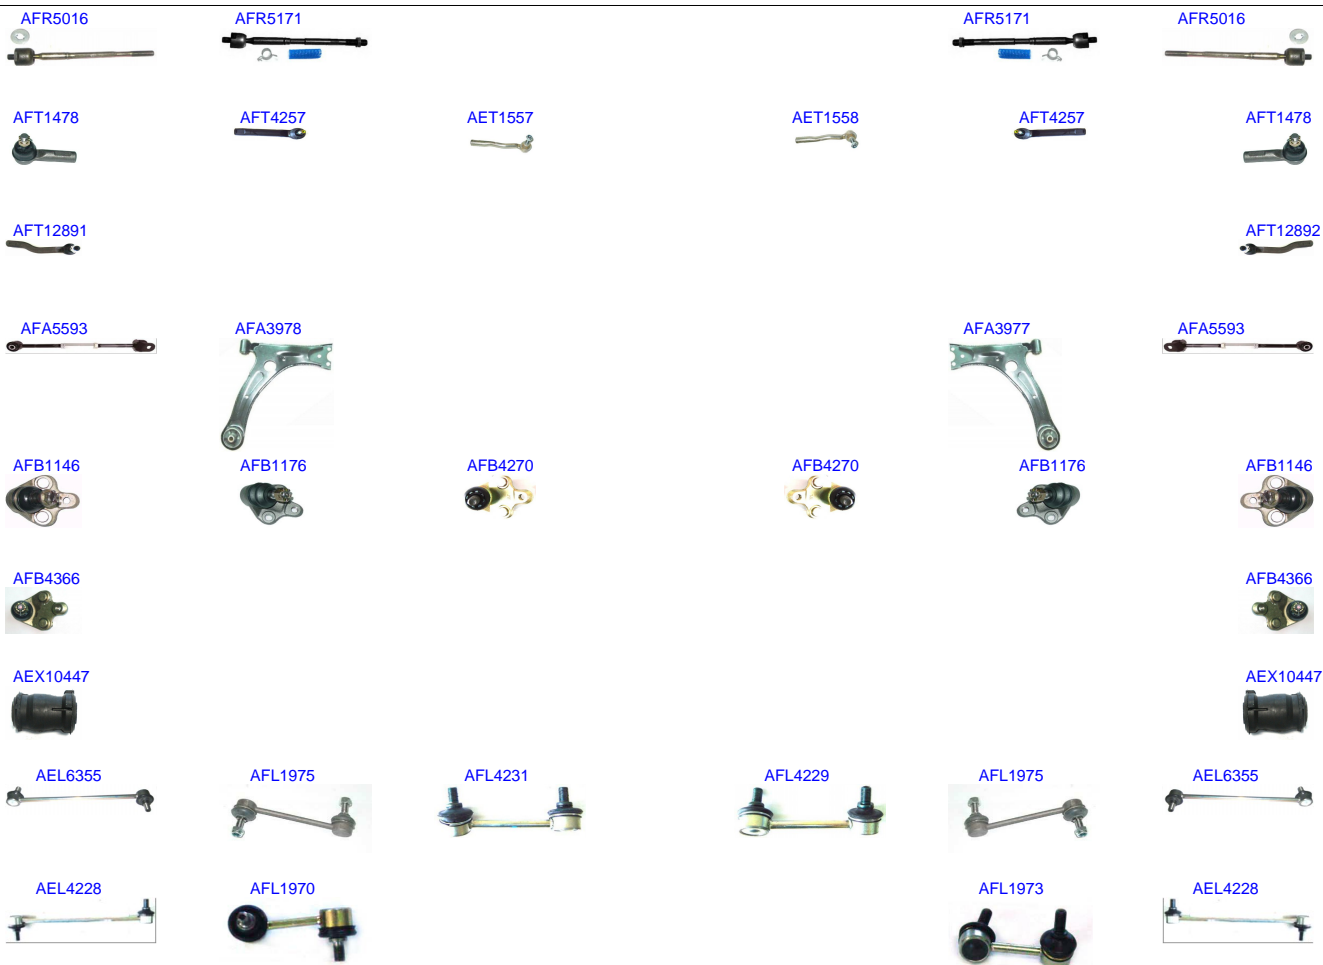 AFR5016 AFR5171 AFR5171 AFR5016
AFT1478 AFT4257 AET1557 AET1558 AFT4257 AFT1478
AFT12891 AFT12892
AFA5593 AFA3978 AFA3977 AFA5593
AFB1146 AFB1176 AFB4270 AFB4270 AFB1176 AFB1146
AFB4366 AFB4366
AEX10447 AEX10447
AEL6355 AFL1975 AFL4231 AFL4229 AFL1975 AEL6355
AEL4228 AFL1970 AFL1973 AEL4228